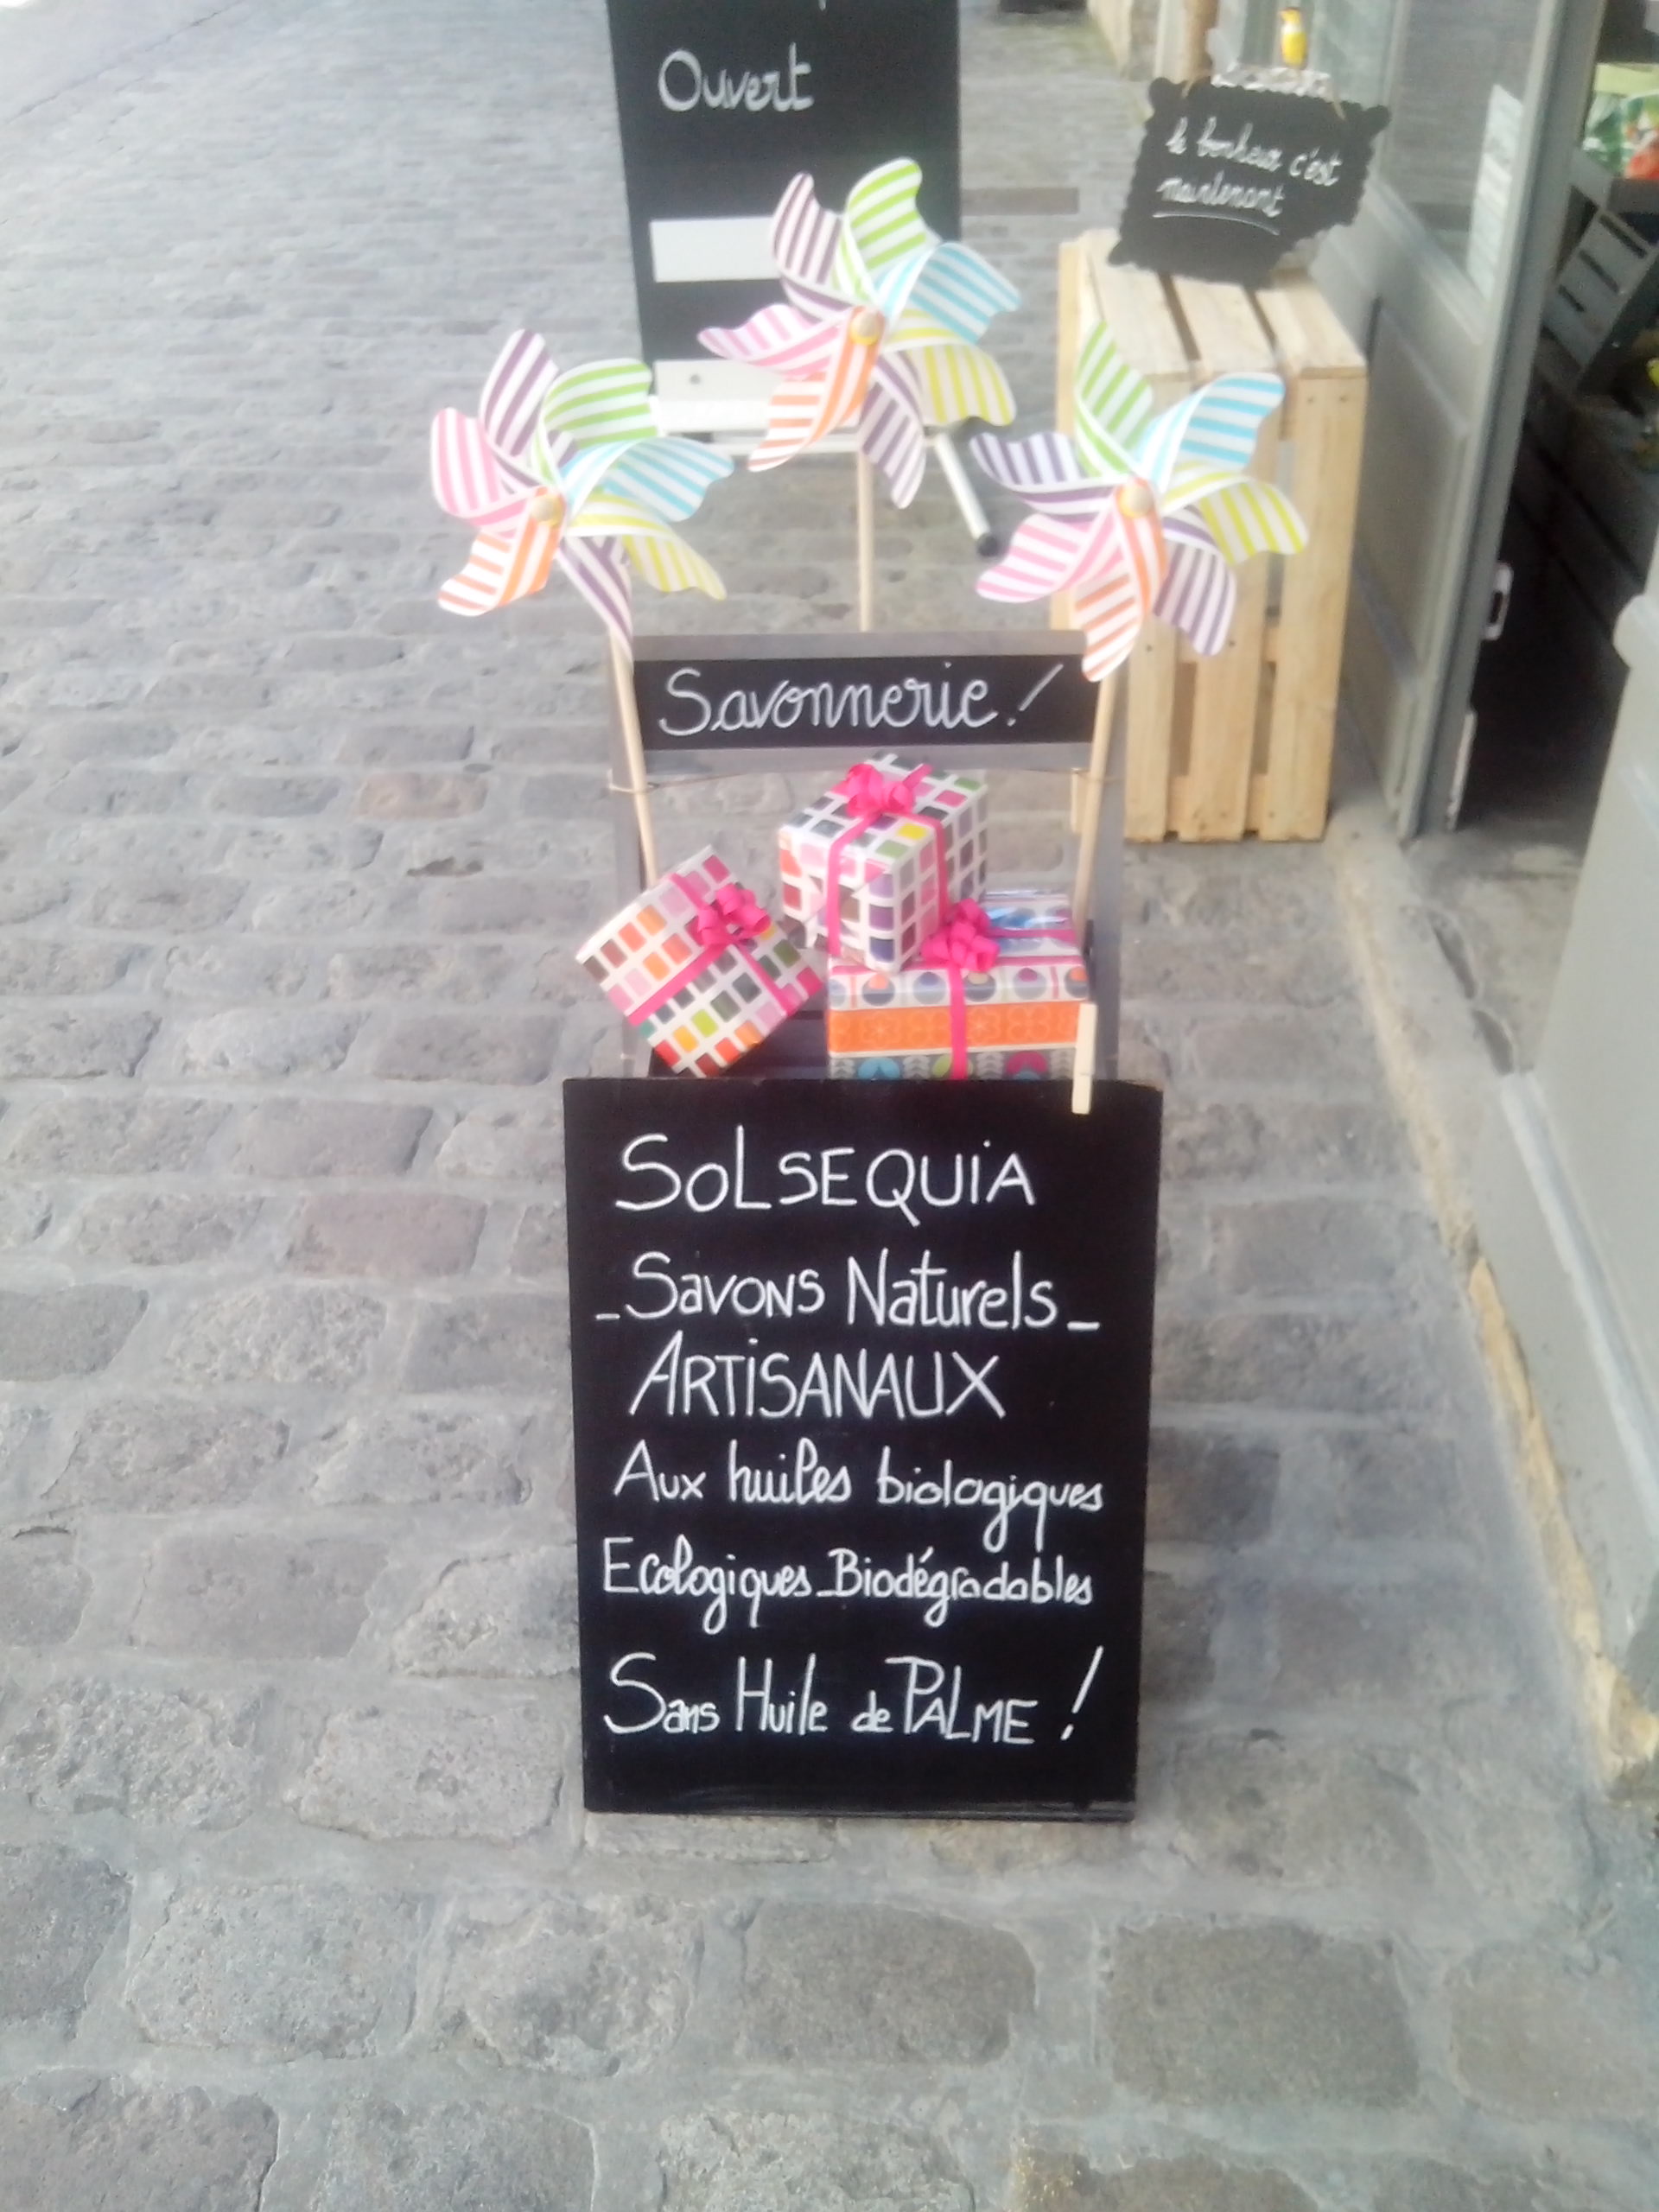 Ouvert
le bonheur c'est
maintenant
Savonnerie!
SOLSEQUIA
_Savons Naturels_
ARTISANAUX
Aux huiles biologiques
Ecologiques_Biodégradables
Sans Huile de PALME !